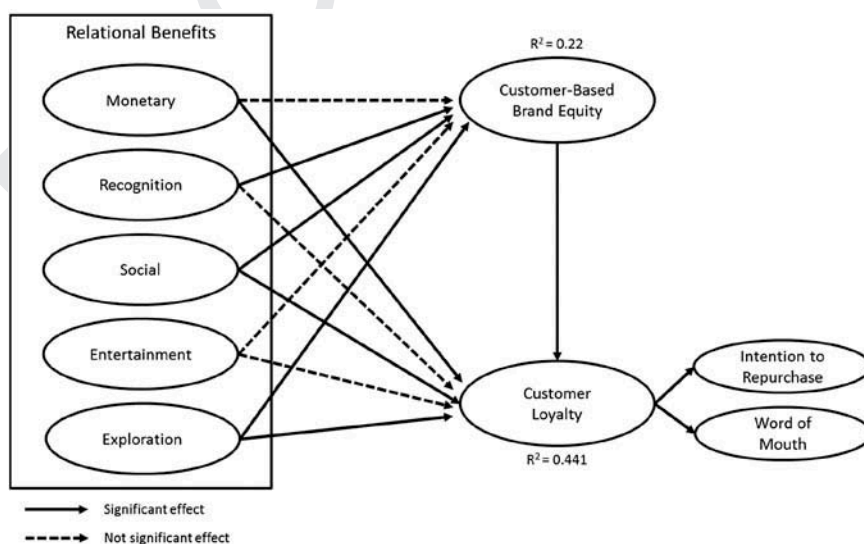 Relational Benefits
Monetary
Recognition
Social
Entertainment
Exploration
R² = 0.22
Customer-Based
Brand Equity
Customer
Loyalty
R² = 0.441
Intention to
Repurchase
Word of
Mouth
Significant effect
Not significant effect